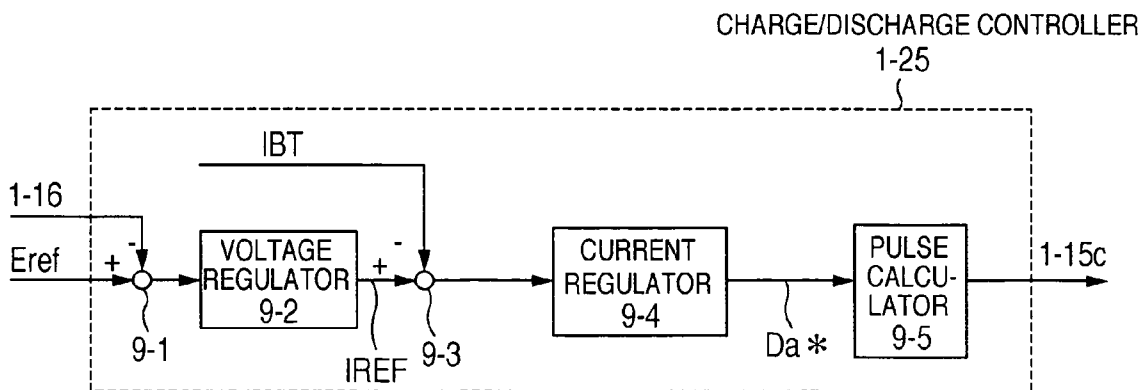 CHARGE/DISCHARGE CONTROLLER
1-25
IBT
1-16
-
Eref
+
9-1
VOLTAGE
REGULATOR
9-2
+
-
IREF
9-3
CURRENT
REGULATOR
9-4
Da*
PULSE
CALCU-
LATOR
9-5
1-15c